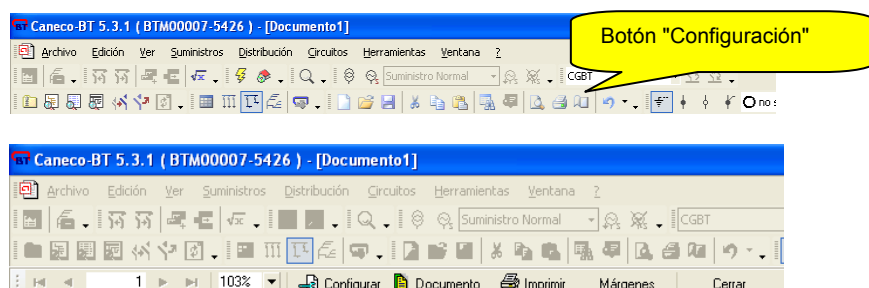 Caneco-BT 5.3.1 ( BTM00007-5426 ) - [Documento1]
Botón "Configuración"
Archivo Edición Ver Suministros Distribución Circuitos Herramientas Ventana ?
Suministro Normal CGBT
Caneco-BT 5.3.1 ( BTM00007-5426 ) - [Documento1]
Archivo Edición Ver Suministros Distribución Circuitos Herramientas Ventana ?
Suministro Normal CGBT
1 103% Configurar Documento Imprimir Márgenes Cerrar